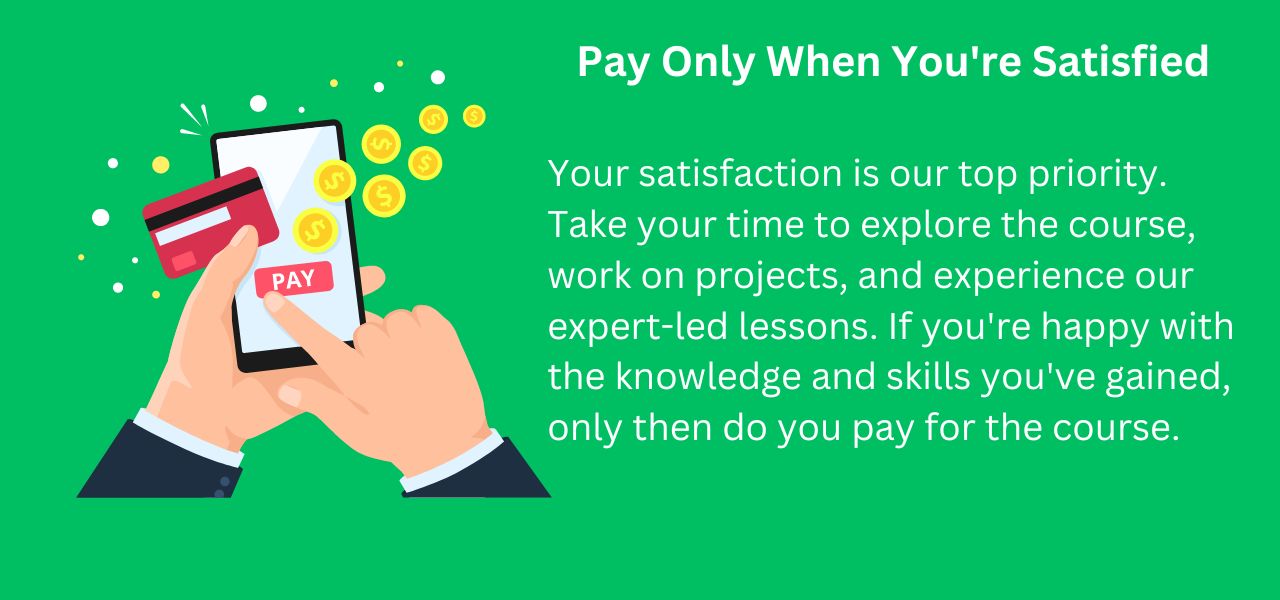 Pay Only When You're Satisfied
Your satisfaction is our top priority.
Take your time to explore the course,
work on projects, and experience our
expert-led lessons. If you're happy with
the knowledge and skills you've gained,
only then do you pay for the course.
PAY